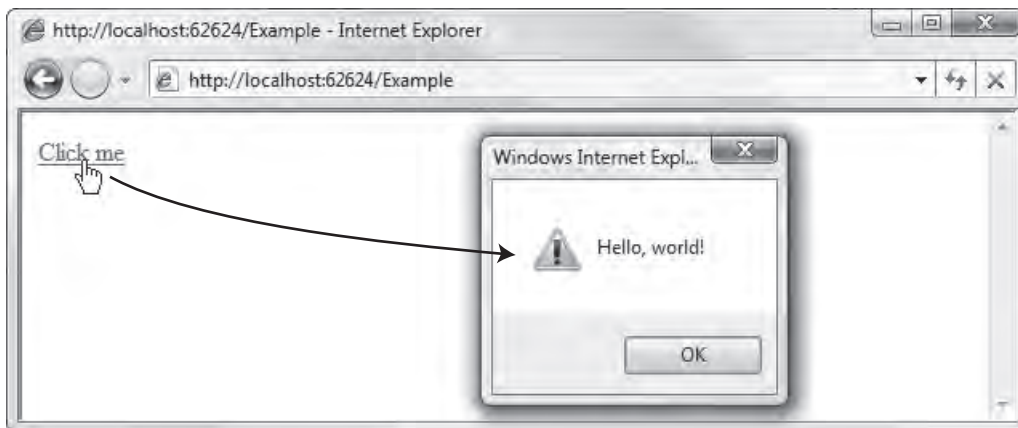 http://localhost:62624/Example - Internet Explorer
http://localhost:62624/Example
Click me
Windows Internet Expl...
Hello, world!
OK